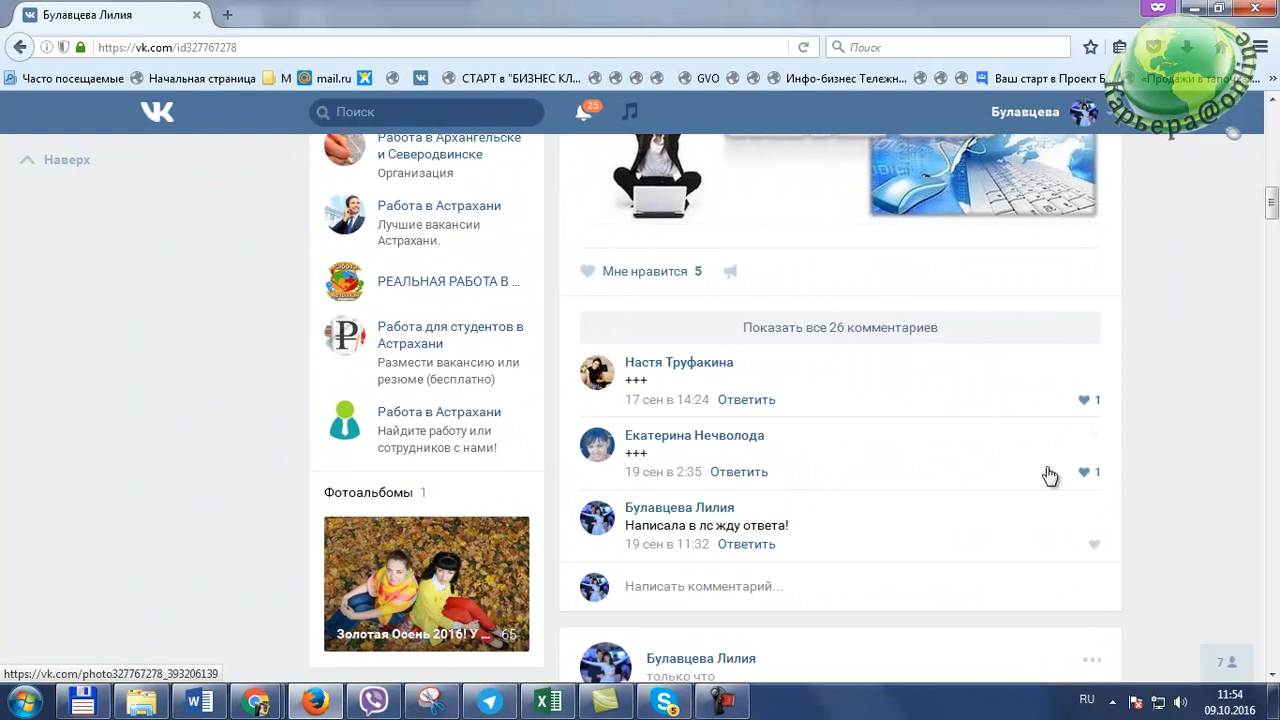 Булавцева Лилия
https://vk.com/id327767278
Поиск
Часто посещаемые
Начальная страница
М
mail.ru
СТАРТ в "БИЗНЕС КЛ...
GVO
Инфо-бизнес Тележн...
Ваш старт в Проект Б
«Продажи в тапочка
Карьера@online
Поиск
25
Булавцева
Наверх
Работа в Архангельске
и Северодвинске
Организация
Работа в Астрахани
Лучшие вакансии
Астрахани.
РЕАЛЬНАЯ РАБОТА В ...
Работа для студентов в
Астрахани
Размести вакансию или
резюме (бесплатно)
Работа в Астрахани
Найдите работу или
сотрудников с нами!
Фотоальбомы 1
Золотая Осень 2016! У ... 65
Мне нравится 5
Показать все 26 комментариев
Настя Труфакина
+++
17 сен в 14:24 Ответить
1
Екатерина Нечволода
+++
19 сен в 2:35 Ответить
1
Булавцева Лилия
Написала в лс жду ответа!
19 сен в 11:32 Ответить
Написать комментарий...
Булавцева Лилия
только что
7
https://vk.com/photo327767278_393206139
5
RU
11:54
09.10.2016